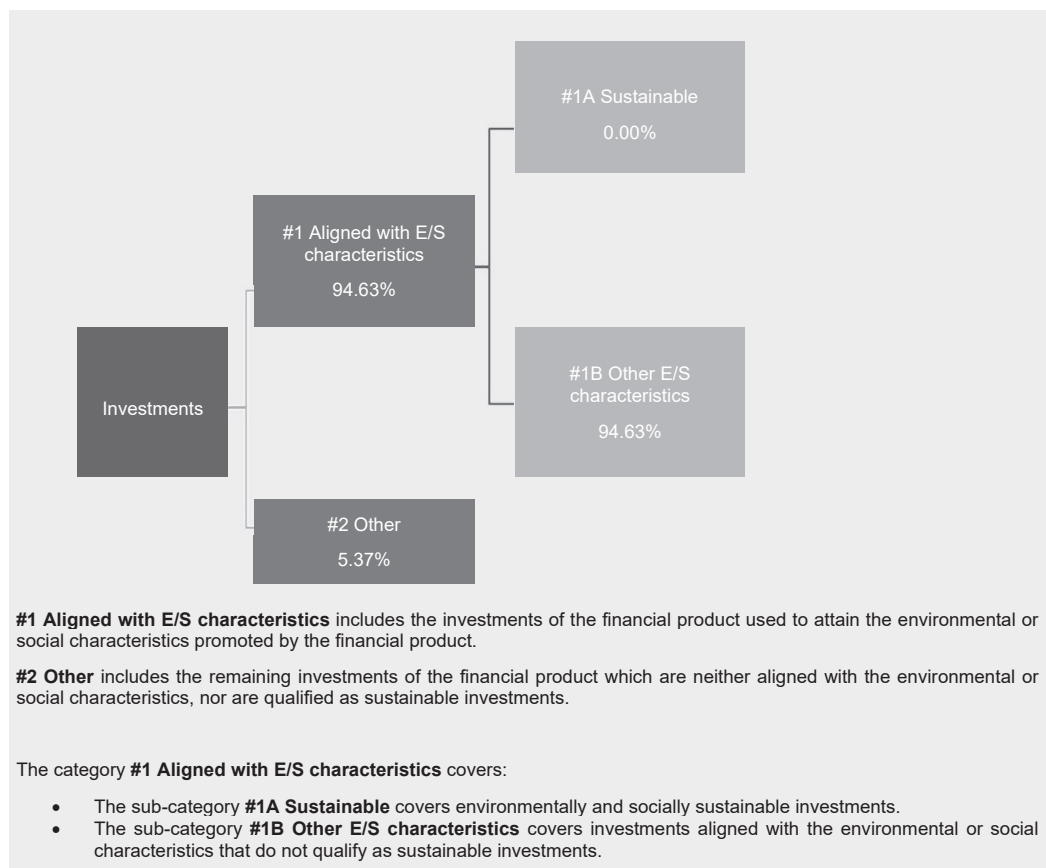 #1A Sustainable
0.00%
#1 Aligned with E/S
characteristics
94.63%
Investments
#1B Other E/S
characteristics
94.63%
#2 Other
5.37%
#1 Aligned with E/S characteristics includes the investments of the financial product used to attain the environmental or
social characteristics promoted by the financial product.
#2 Other includes the remaining investments of the financial product which are neither aligned with the environmental or
social characteristics, nor are qualified as sustainable investments.
The category #1 Aligned with E/S characteristics covers:
• The sub-category #1A Sustainable covers environmentally and socially sustainable investments.
• The sub-category #1B Other E/S characteristics covers investments aligned with the environmental or social
characteristics that do not qualify as sustainable investments.